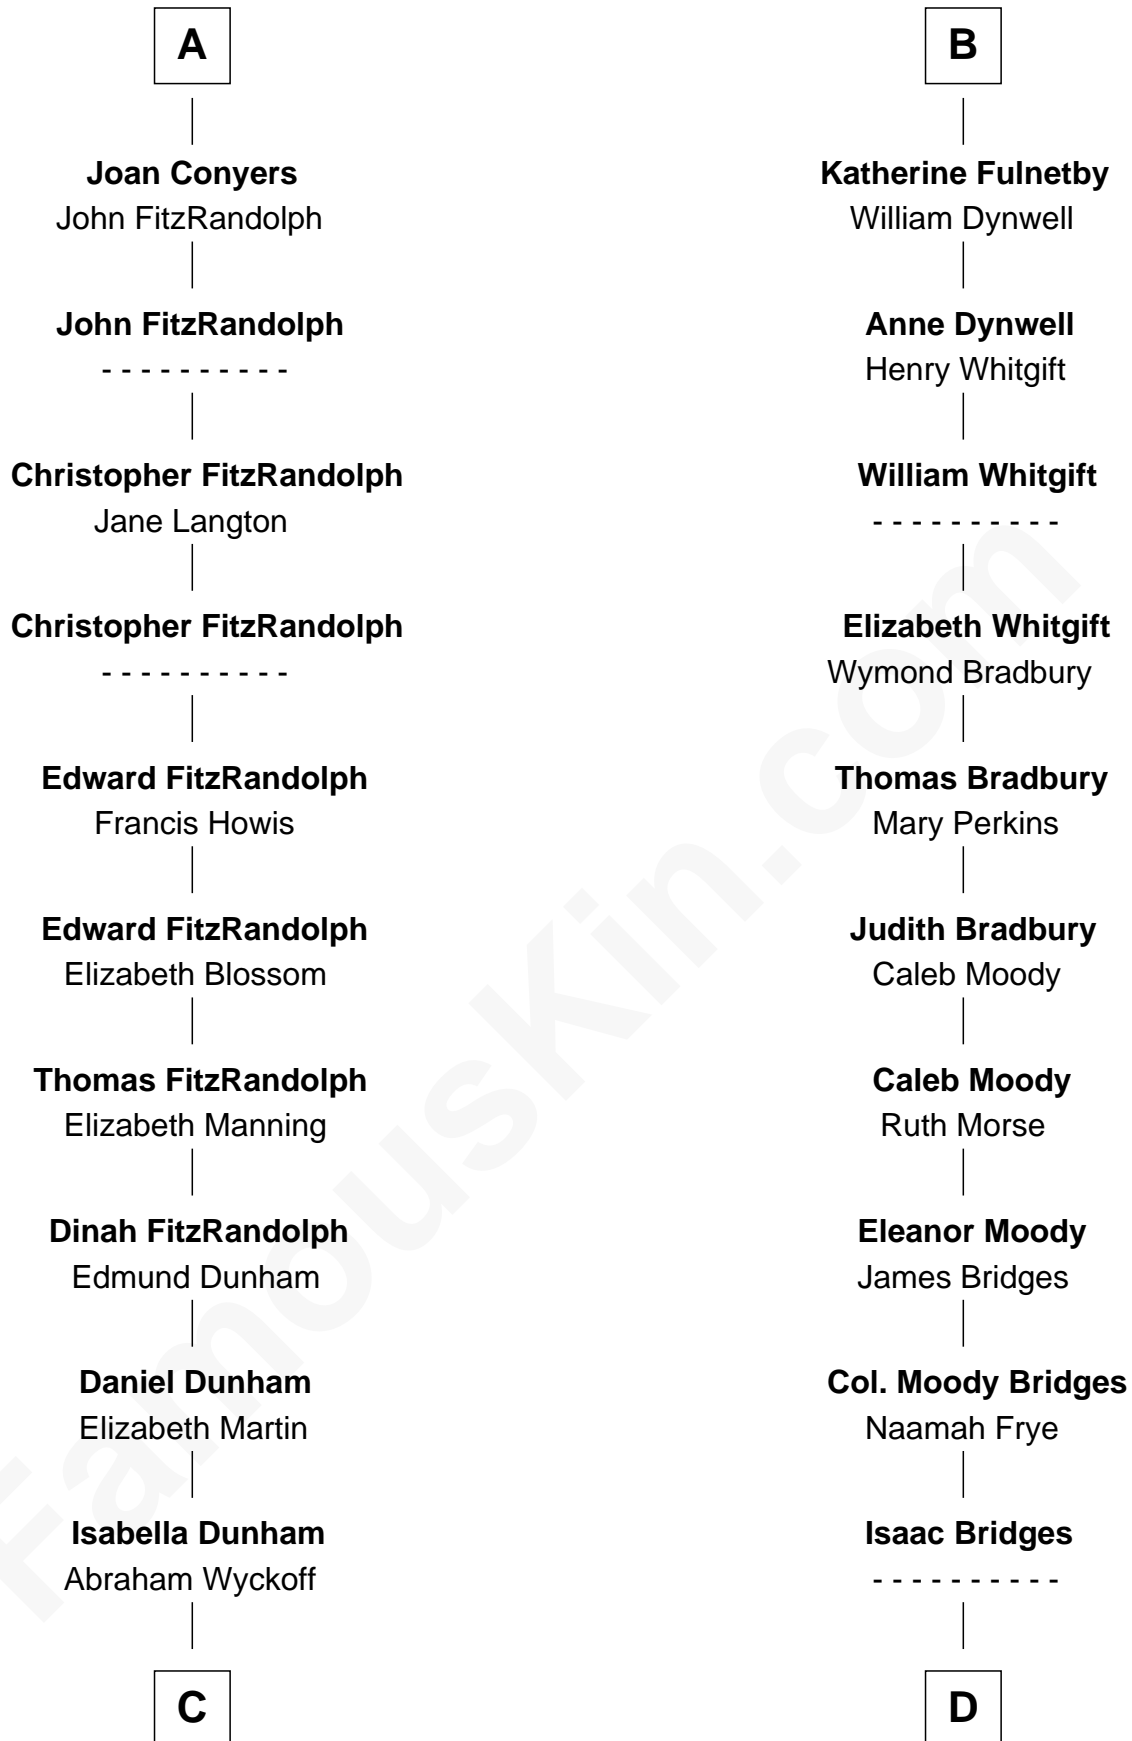 A
Joan Conyers
John FitzRandolph
John FitzRandolph
- - - - - - - - - -
Christopher FitzRandolph
Jane Langton
Christopher FitzRandolph
- - - - - - - - - -
Edward FitzRandolph
Francis Howis
Edward FitzRandolph
Elizabeth Blossom
Thomas FitzRandolph
Elizabeth Manning
Dinah FitzRandolph
Edmund Dunham
Daniel Dunham
Elizabeth Martin
Isabella Dunham
Abraham Wyckoff
C
B
Katherine Fulnetby
William Dynwell
Anne Dynwell
Henry Whitgift
William Whitgift
- - - - - - - - - -
Elizabeth Whitgift
Wymond Bradbury
Thomas Bradbury
Mary Perkins
Judith Bradbury
Caleb Moody
Caleb Moody
Ruth Morse
Eleanor Moody
James Bridges
Col. Moody Bridges
Naamah Frye
Isaac Bridges
- - - - - - - - - -
D
FamousKin.com